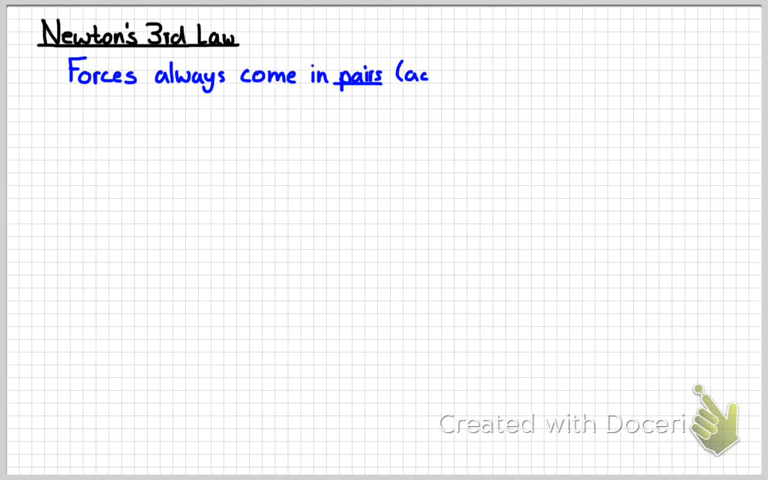 Newton's 3rd Law
Forces always come in pairs (ac
Created with Doceri